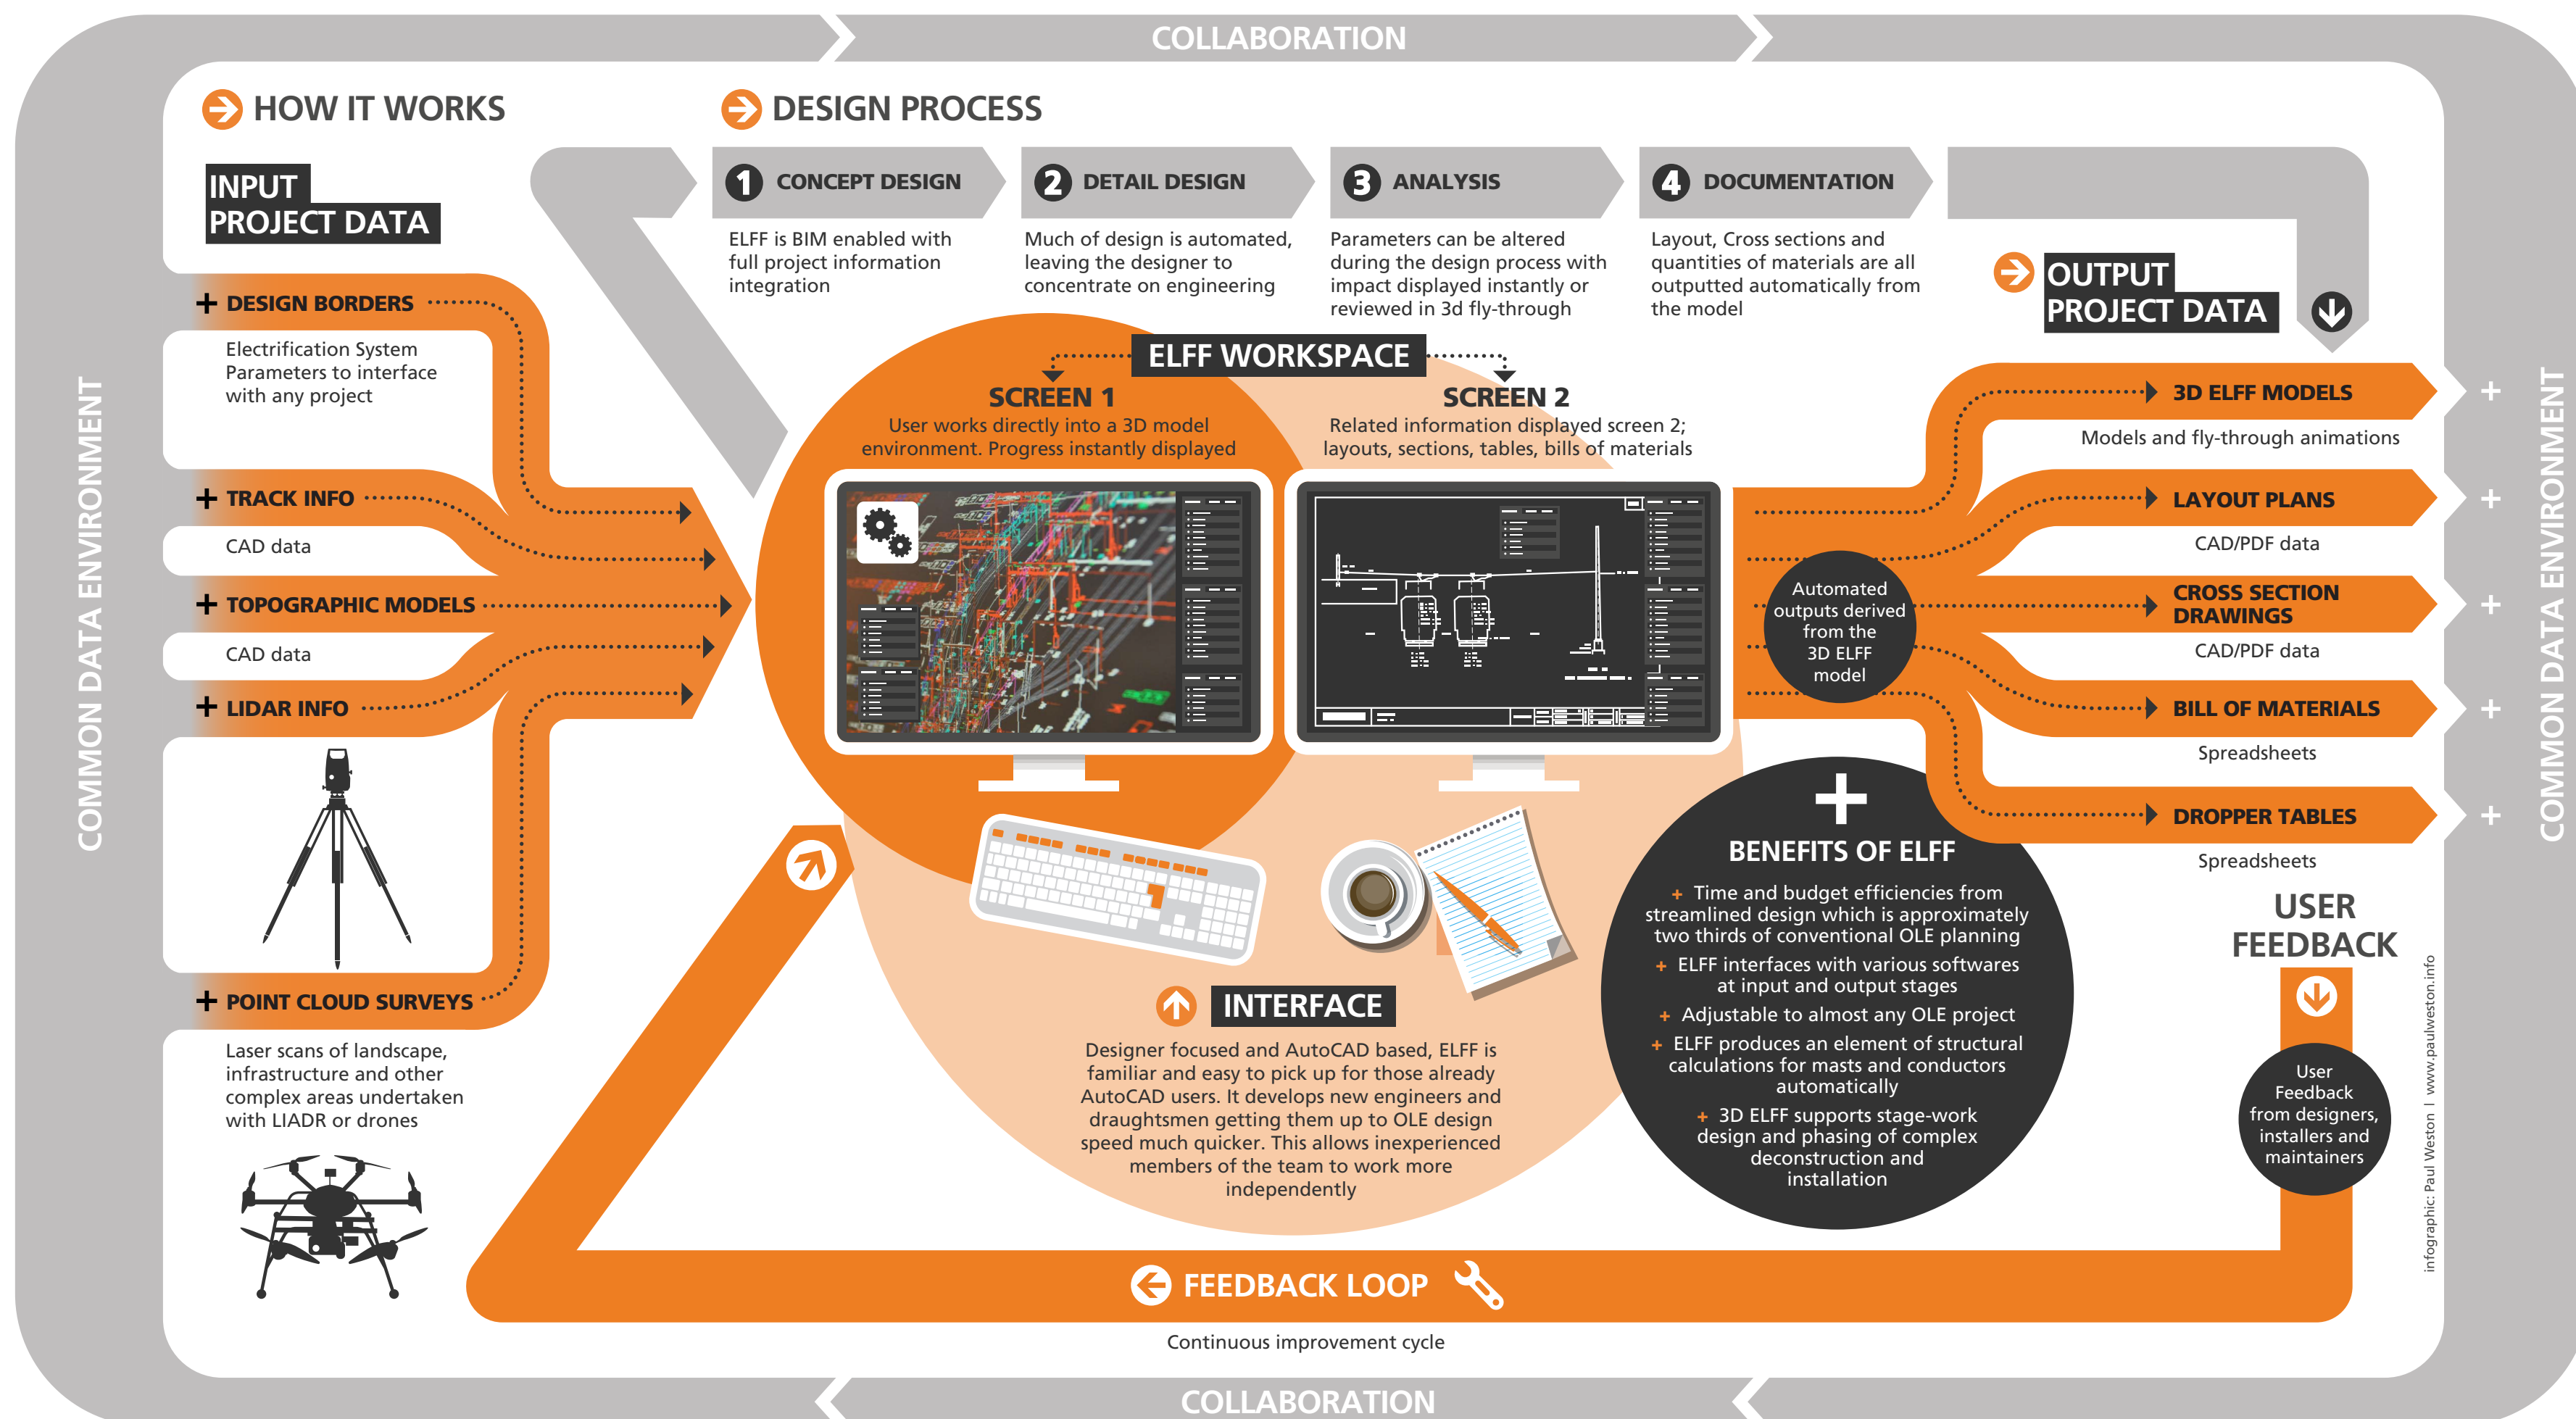 COLLABORATION
COMMON DATA ENVIRONMENT
HOW IT WORKS
INPUT
PROJECT DATA
DESIGN BORDERS
Electrification System
Parameters to interface
with any project
TRACK INFO
CAD data
TOPOGRAPHIC MODELS
CAD data
LIDAR INFO
POINT CLOUD SURVEYS
Laser scans of landscape,
infrastructure and other
complex areas undertaken
with LIADR or drones
DESIGN PROCESS
1 CONCEPT DESIGN
ELFF is BIM enabled with
full project information
integration
2 DETAIL DESIGN
Much of design is automated,
leaving the designer to
concentrate on engineering
3 ANALYSIS
Parameters can be altered
during the design process with
impact displayed instantly or
reviewed in 3d fly-through
4 DOCUMENTATION
Layout, Cross sections and
quantities of materials are all
outputted automatically from
the model
ELFF WORKSPACE
SCREEN 1
User works directly into a 3D model
environment. Progress instantly displayed
SCREEN 2
Related information displayed screen 2;
layouts, sections, tables, bills of materials
INTERFACE
Designer focused and AutoCAD based, ELFF is
familiar and easy to pick up for those already
AutoCAD users. It develops new engineers and
draughtsmen getting them up to OLE design
speed much quicker. This allows inexperienced
members of the team to work more
independently
Automated
outputs derived
from the
3D ELFF
model
OUTPUT
PROJECT DATA
3D ELFF MODELS
Models and fly-through animations
LAYOUT PLANS
CAD/PDF data
CROSS SECTION
DRAWINGS
CAD/PDF data
BILL OF MATERIALS
Spreadsheets
DROPPER TABLES
Spreadsheets
BENEFITS OF ELFF
+ Time and budget efficiencies from
streamlined design which is approximately
two thirds of conventional OLE planning
+ ELFF interfaces with various softwares
at input and output stages
+ Adjustable to almost any OLE project
+ ELFF produces an element of structural
calculations for masts and conductors
automatically
+ 3D ELFF supports stage-work
design and phasing of complex
deconstruction and
installation
USER
FEEDBACK
User
Feedback
from designers,
installers and
maintainers
FEEDBACK LOOP
Continuous improvement cycle
infographic: Paul Weston | www.paulweston.info
COMMON DATA ENVIRONMENT
COLLABORATION